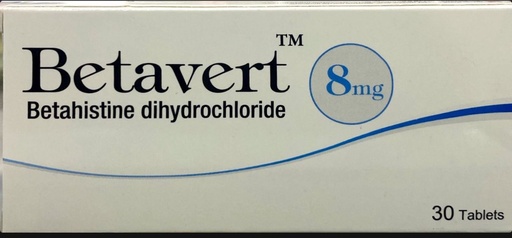 Betavert™
8mg
Betahistine dihydrochloride
30 Tablets